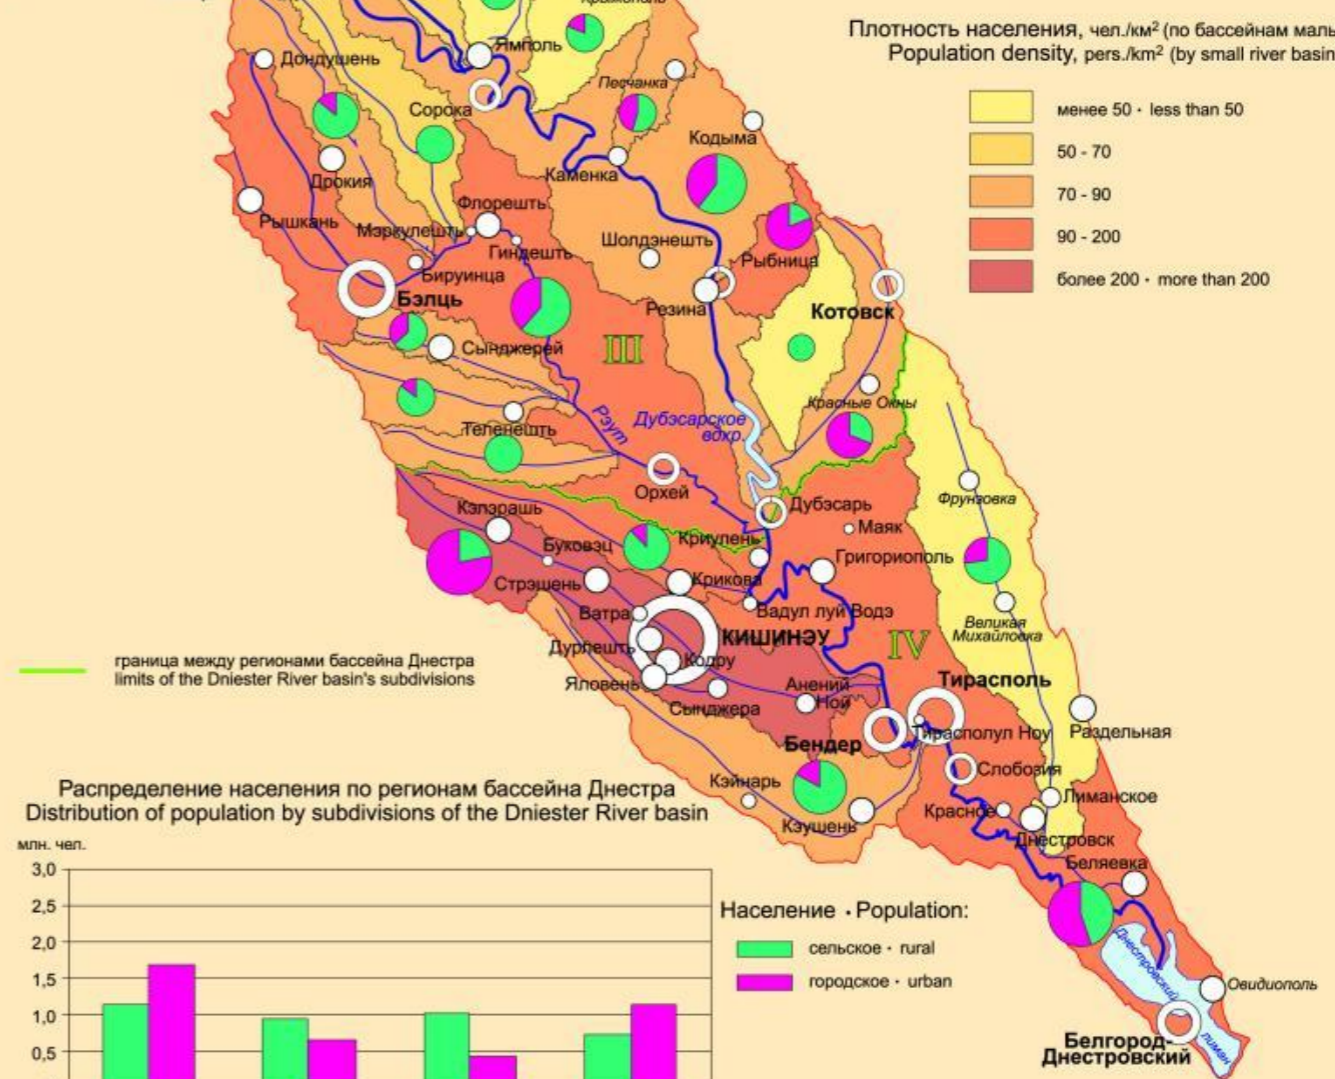 Плотность населения, чел./км² (по бассейнам маль
Population density, pers./km² (by small river basin
менее 50 · less than 50
50 - 70
70 - 90
90 - 200
более 200 · more than 200
Ямполь
Дондушень
Песчанка
Сорока
Кодыма
Дрокия
Каменка
Рышкань
Флорешть
Мэркулешть
Гиндешть
Шолдэнешть
Рыбница
Бируинца
Бэлць
Резина
Котовск
Сынджерей
III
Красные Окны
Рэут
Дубэсарское
вдхр.
Теленешть
Орхей
Фрунзовка
Кэлэрашь
Дубэсарь
Маяк
Буковэц
Криулень
Григориополь
Стрэшень
Крикова
Ватра
Вадул луй Водэ
Великая
Михайловка
КИШИНЭУ
IV
Дурлешть
Кодру
Яловень
Анений
Ной
Тирасполь
Сынджера
Бендер
Тирасполул Ноу
Раздельная
Слобозия
Кэйнарь
Лиманское
Красное
Кэушень
Днестровск
Беляевка
Днестровский
лиман
Овидиополь
Белгород-
Днестровский
граница между регионами бассейна Днестра
limits of the Dniester River basin's subdivisions
Распределение населения по регионам бассейна Днестра
Distribution of population by subdivisions of the Dniester River basin
млн. чел.
3,0
2,5
2,0
1,5
1,0
0,5
Население · Population:
сельское · rural
городское · urban